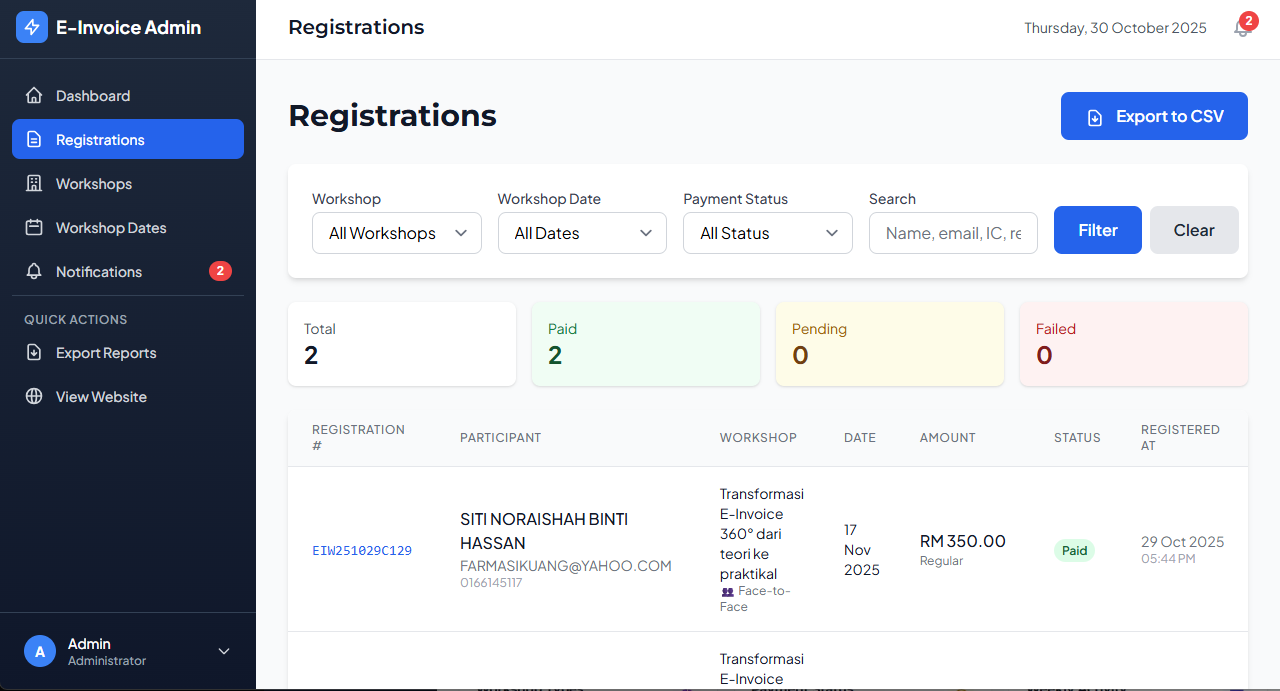 E-Invoice Admin
Registrations
Thursday, 30 October 2025
2
Dashboard
Registrations
Workshops
Workshop Dates
Notifications
2
QUICK ACTIONS
Export Reports
View Website
A
Admin
Administrator
Registrations
Export to CSV
Workshop
Workshop Date
Payment Status
Search
All Workshops
All Dates
All Status
Name, email, IC, re
Filter
Clear
Total
2
Paid
2
Pending
0
Failed
0
REGISTRATION
#
PARTICIPANT
WORKSHOP
DATE
AMOUNT
STATUS
REGISTERED
AT
EIW251029C129
SITI NORAISHAH BINTI
HASSAN
FARMASIKUANG@YAHOO.COM
0166145117
Transformasi
E-Invoice
360° dari
teori ke
praktikal
Face-to-
Face
17
Nov
2025
RM 350.00
Regular
Paid
29 Oct 2025
05:44 PM
Transformasi
E-Invoice